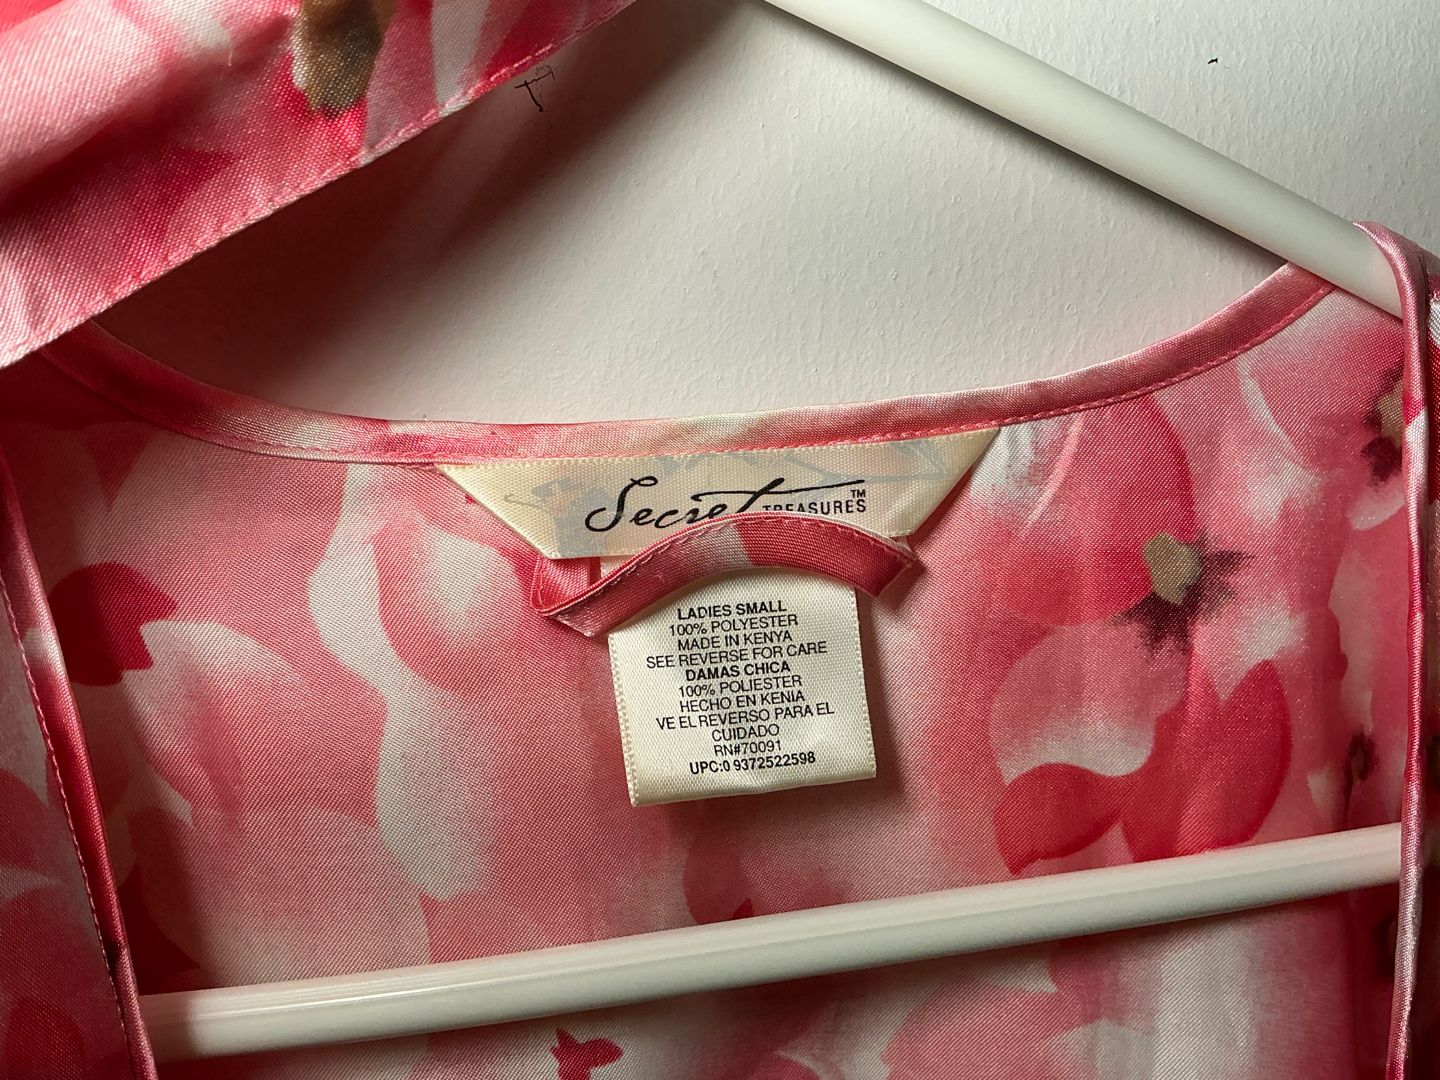 Secret
TREASURES™
LADIES SMALL
100% POLYESTER
MADE IN KENYA
SEE REVERSE FOR CARE
DAMAS CHICA
100% POLIESTER
HECHO EN KENIA
VE EL REVERSO PARA EL
CUIDADO
RN#70091
UPC:0 9372522598